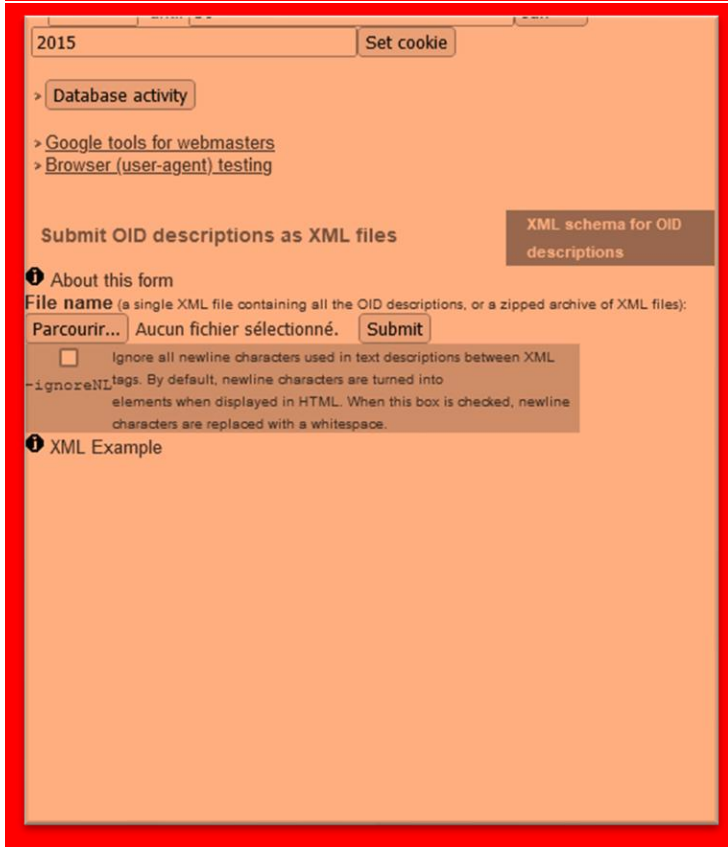 2015 Set cookie
> Database activity
> Google tools for webmasters
> Browser (user-agent) testing
Submit OID descriptions as XML files
XML schema for OID
descriptions
About this form
File name (a single XML file containing all the OID descriptions, or a zipped archive of XML files):
Parcourir... Aucun fichier sélectionné. Submit
Ignore all newline characters used in text descriptions between XML
-ignoreNL tags. By default, newline characters are turned into
elements when displayed in HTML. When this box is checked, newline
characters are replaced with a whitespace.
XML Example